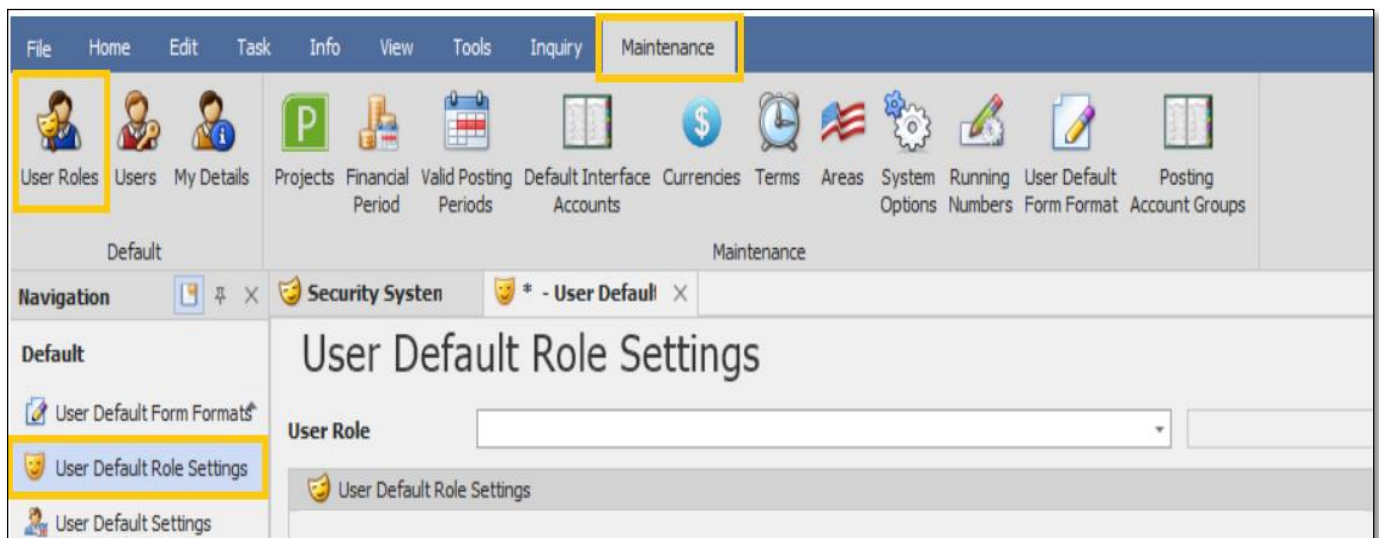 File Home Edit Task Info View Tools Inquiry Maintenance
P
$
User Roles Users My Details Projects Financial Valid Posting Default Interface Currencies Terms Areas System Running User Default Posting
Period Periods Accounts Options Numbers Form Format Account Groups
Default Maintenance
Navigation Security System * - User Default
Default User Default Role Settings
User Default Form Formats
User Role
User Default Role Settings
User Default Role Settings
User Default Settings